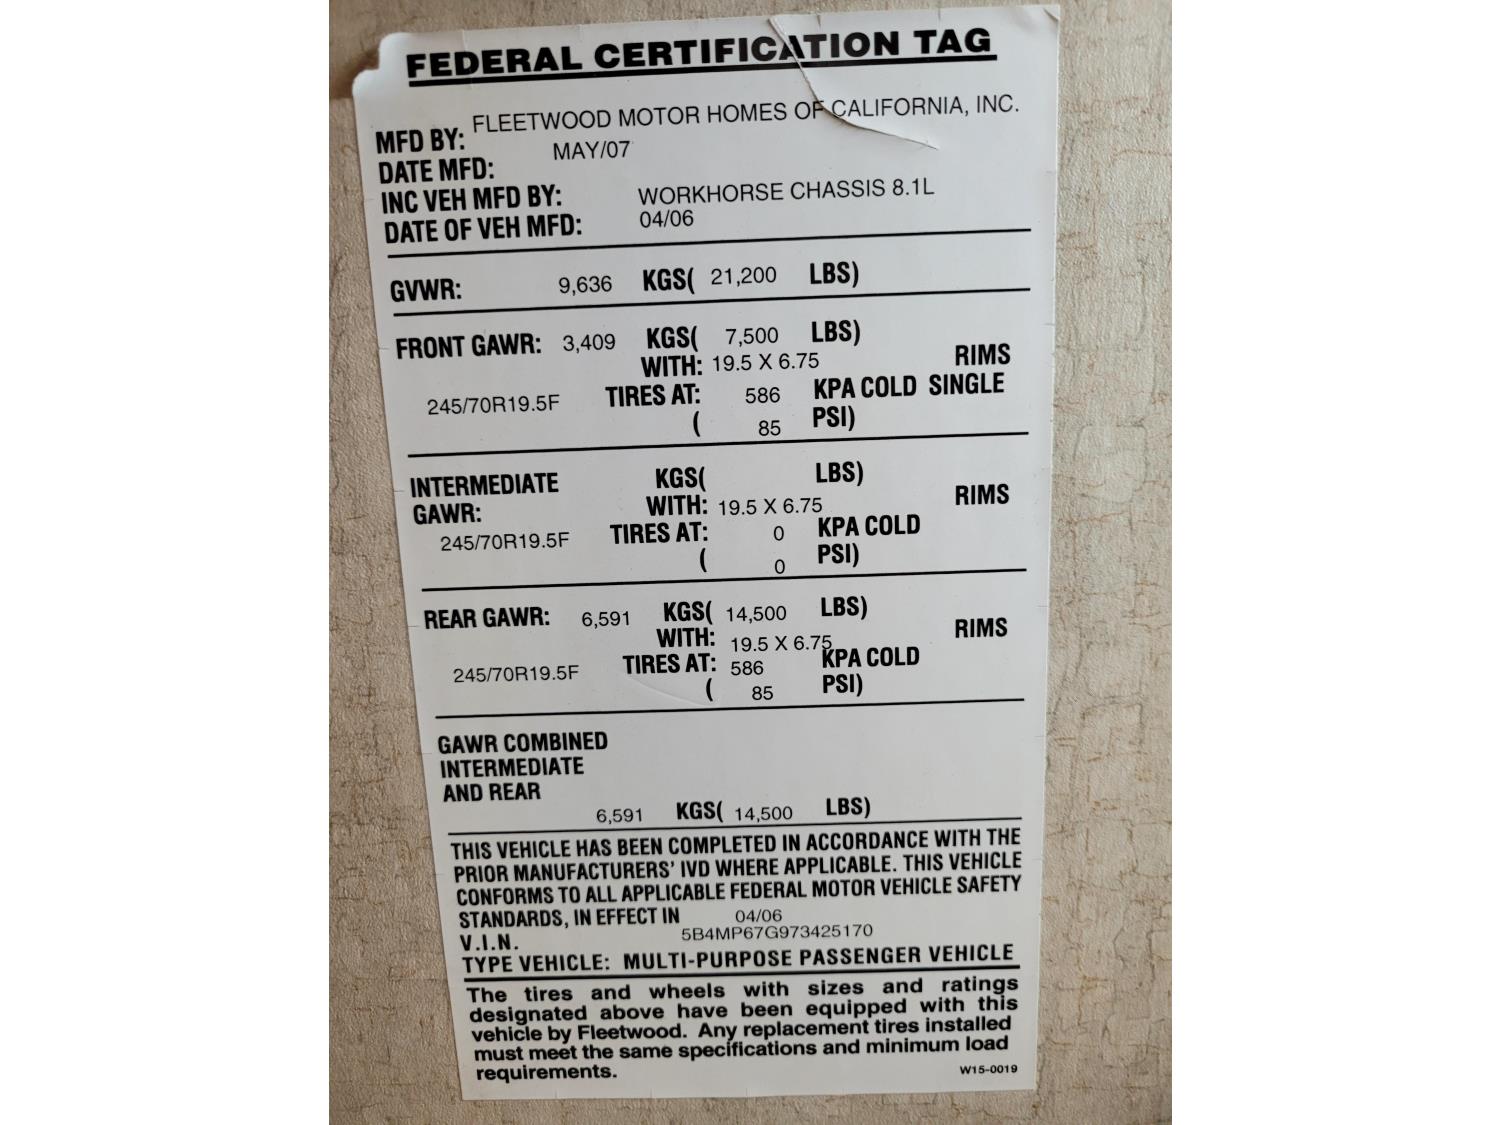 FEDERAL CERTIFICATION TAG
MFD BY: FLEETWOOD MOTOR HOMES OF CALIFORNIA, INC.
DATE MFD: MAY/07
INC VEH MFD BY: WORKHORSE CHASSIS 8.1L
DATE OF VEH MFD: 04/06
GVWR: 9,636 KGS( 21,200 LBS)
FRONT GAWR: 3,409 KGS( 7,500 LBS)
WITH: 19.5 X 6.75 RIMS
245/70R19.5F TIRES AT: 586 KPA COLD SINGLE
( 85 PSI)
INTERMEDIATE KGS( LBS)
GAWR: WITH: 19.5 X 6.75 RIMS
245/70R19.5F TIRES AT: 0 KPA COLD
( 0 PSI)
REAR GAWR: 6,591 KGS( 14,500 LBS)
WITH: 19.5 X 6.75 RIMS
245/70R19.5F TIRES AT: 586 KPA COLD
( 85 PSI)
GAWR COMBINED
INTERMEDIATE
AND REAR
6,591 KGS( 14,500 LBS)
THIS VEHICLE HAS BEEN COMPLETED IN ACCORDANCE WITH THE
PRIOR MANUFACTURERS' IVD WHERE APPLICABLE. THIS VEHICLE
CONFORMS TO ALL APPLICABLE FEDERAL MOTOR VEHICLE SAFETY
STANDARDS, IN EFFECT IN 04/06
V.I.N. 5B4MP67G973425170
TYPE VEHICLE: MULTI-PURPOSE PASSENGER VEHICLE
The tires and wheels with sizes and ratings
designated above have been equipped with this
vehicle by Fleetwood. Any replacement tires installed
must meet the same specifications and minimum load
requirements. W15-0019